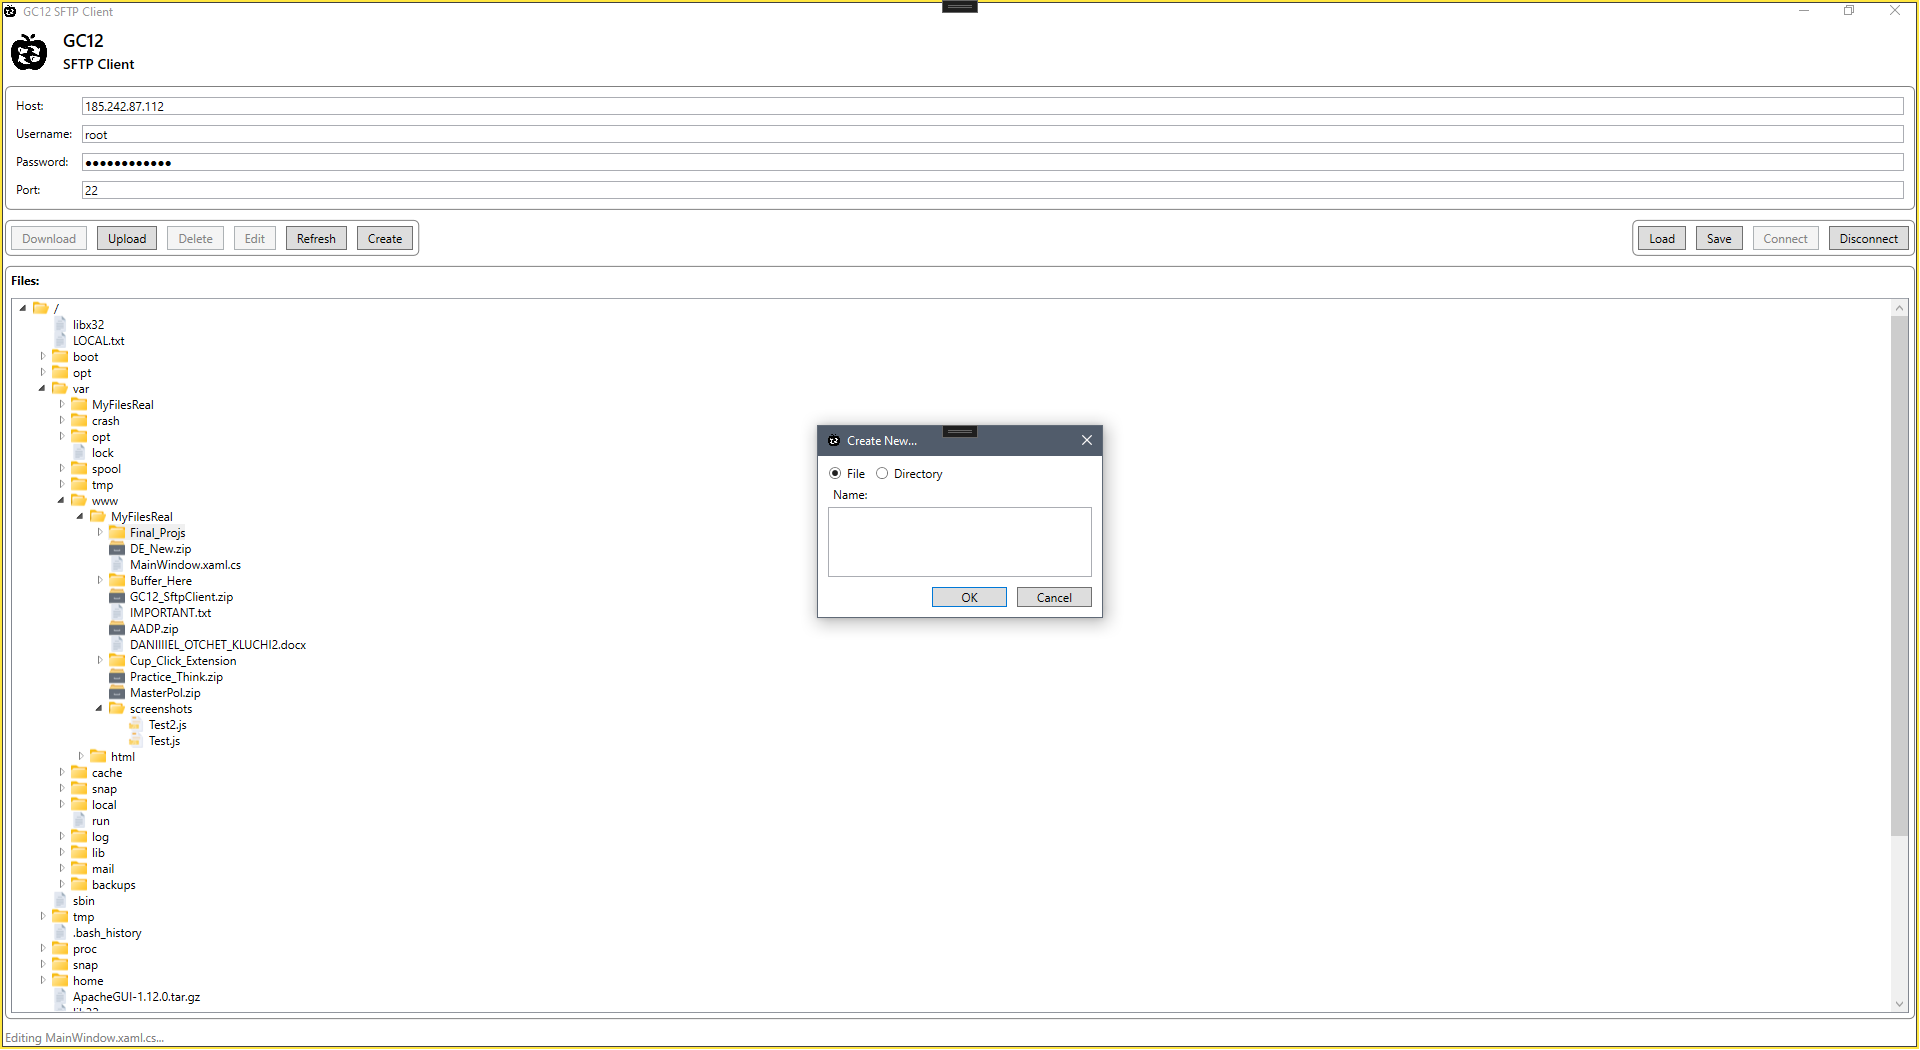 GC12 SFTP Client
GC12
SFTP Client
Host: 185.242.87.112
Username: root
Password: ●●●●●●●●●●●●
Port: 22
Download Upload Delete Edit Refresh Create Load Save Connect Disconnect
Files:
/
libx32
LOCAL.txt
boot
opt
var
MyFilesReal
crash
opt
lock
spool
tmp
www
MyFilesReal
Final_Projs
DE_New.zip
MainWindow.xaml.cs
Buffer_Here
GC12_SftpClient.zip
IMPORTANT.txt
AADP.zip
DANIIIIEL_OTCHET_KLUCHI2.docx
Cup_Click_Extension
Practice_Think.zip
MasterPol.zip
screenshots
Test2.js
Test.js
html
cache
snap
local
run
log
lib
mail
backups
sbin
tmp
.bash_history
proc
snap
home
ApacheGUI-1.12.0.tar.gz
Create New...
File Directory
Name:
OK Cancel
Editing MainWindow.xaml.cs...